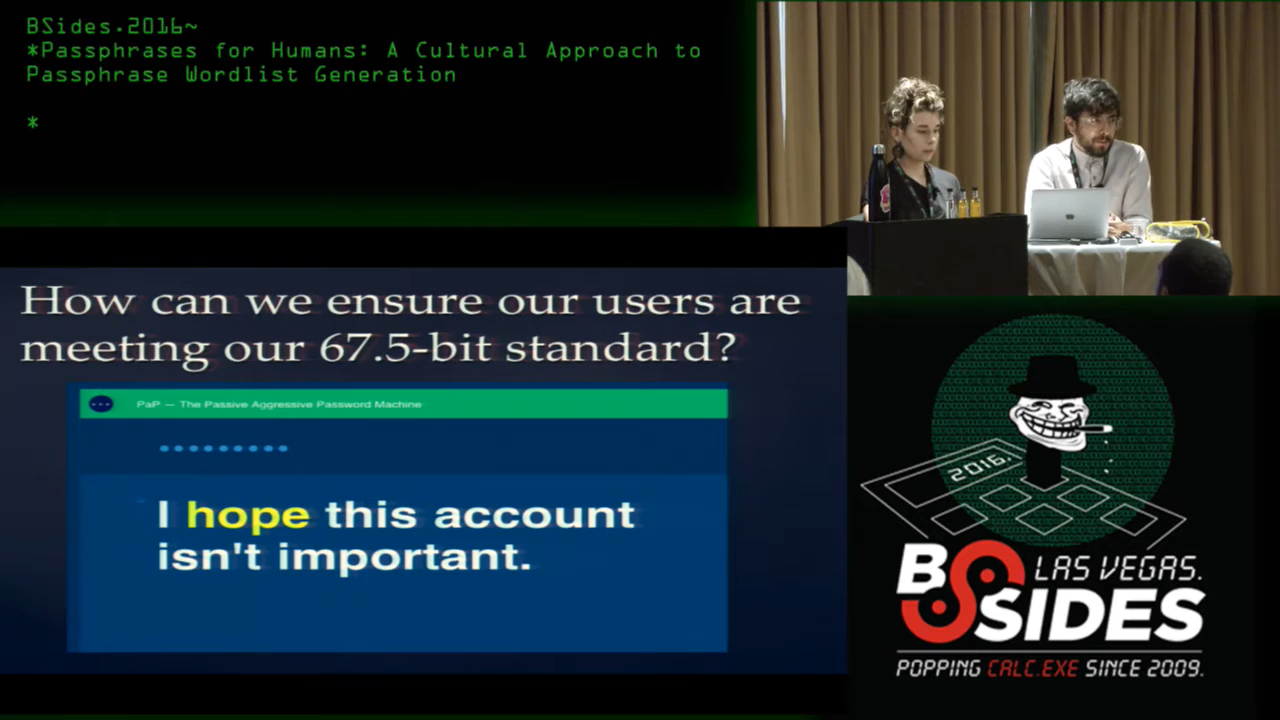 BSides.2016~
*Passphrases for Humans: A Cultural Approach to
Passphrase Wordlist Generation
*
How can we ensure our users are
meeting our 67.5-bit standard?
PaP — The Passive Aggressive Password Machine
I hope this account
isn't important.
2016.
BSIDES
LAS VEGAS.
POPPING CALC.EXE SINCE 2009.